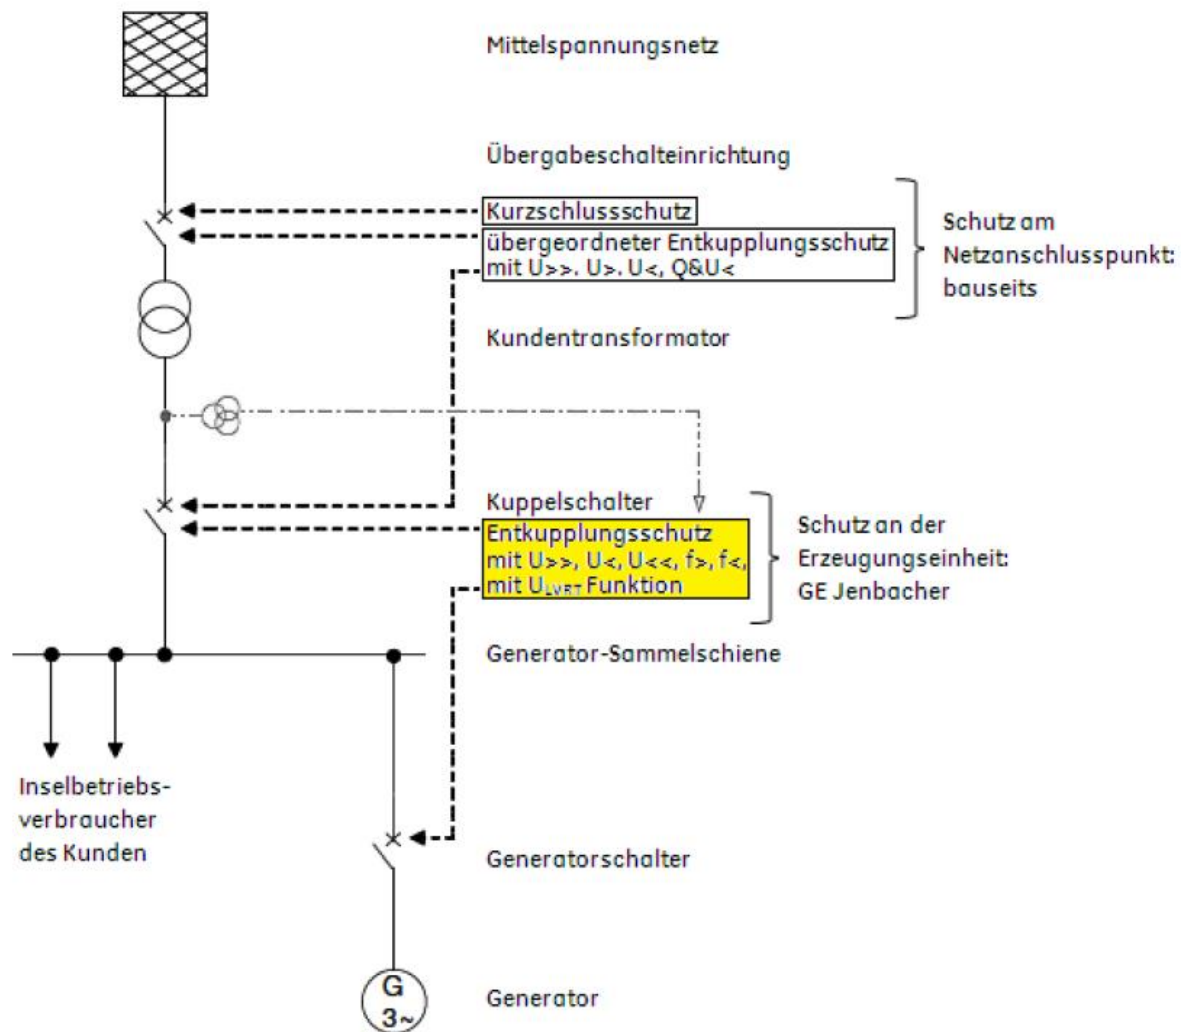 Mittelspannungsnetz
Übergabeschalteinrichtung
Kurzschlussschutz
übergeordneter Entkupplungsschutz
mit U>>. U>. U<, Q&U<
Schutz am
Netzanschlusspunkt:
bauseits
Kundentransformator
Kuppelschalter
Entkupplungsschutz
mit U>>, U<, U<<, f>, f<,
mit ULVRT Funktion
Schutz an der
Erzeugungseinheit:
GE Jenbacher
Generator-Sammelschiene
Inselbetriebs-
verbraucher
des Kunden
Generatorschalter
G
3~
Generator